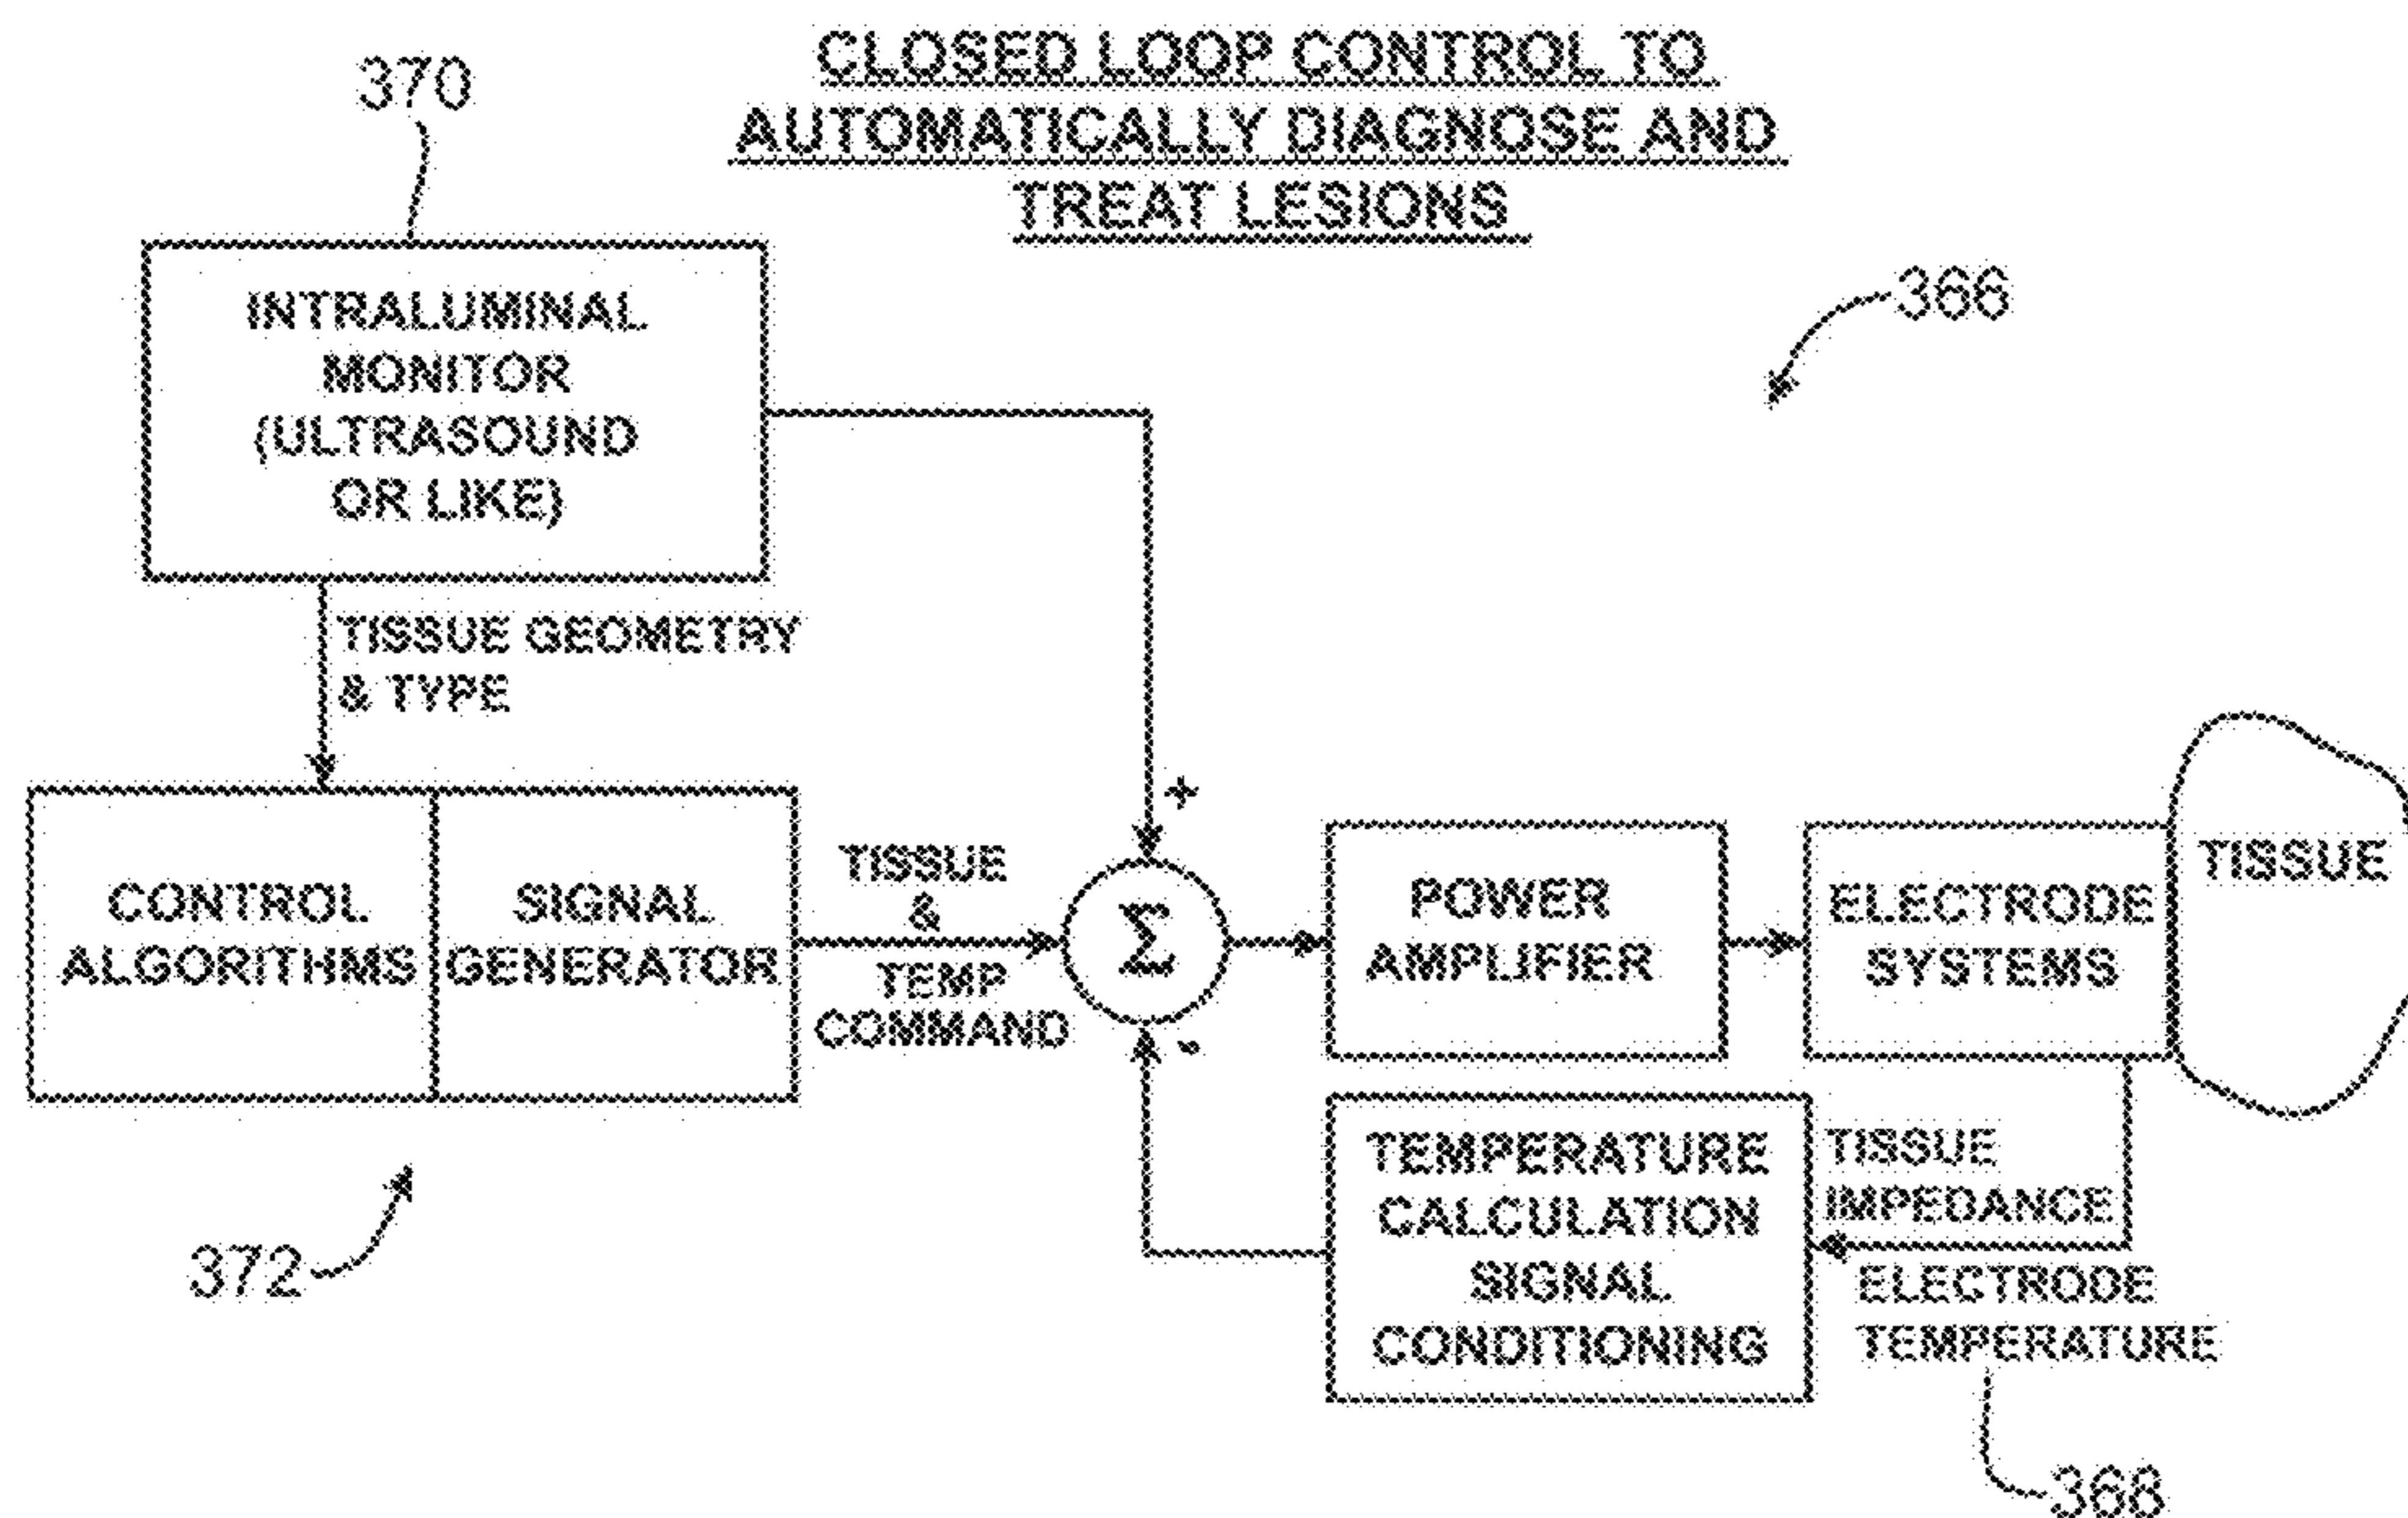 CLOSED LOOP CONTROL TO
AUTOMATICALLY DIAGNOSE AND
TREAT LESIONS
370
366
INTRALUMINAL
MONITOR
(ULTRASOUND
OR LIKE)
TISSUE GEOMETRY
& TYPE
CONTROL
ALGORITHMS
SIGNAL
GENERATOR
TISSUE
&
TEMP
COMMAND
+
Σ
-
POWER
AMPLIFIER
ELECTRODE
SYSTEMS
TISSUE
TEMPERATURE
CALCULATION
SIGNAL
CONDITIONING
TISSUE
IMPEDANCE
ELECTRODE
TEMPERATURE
372
368